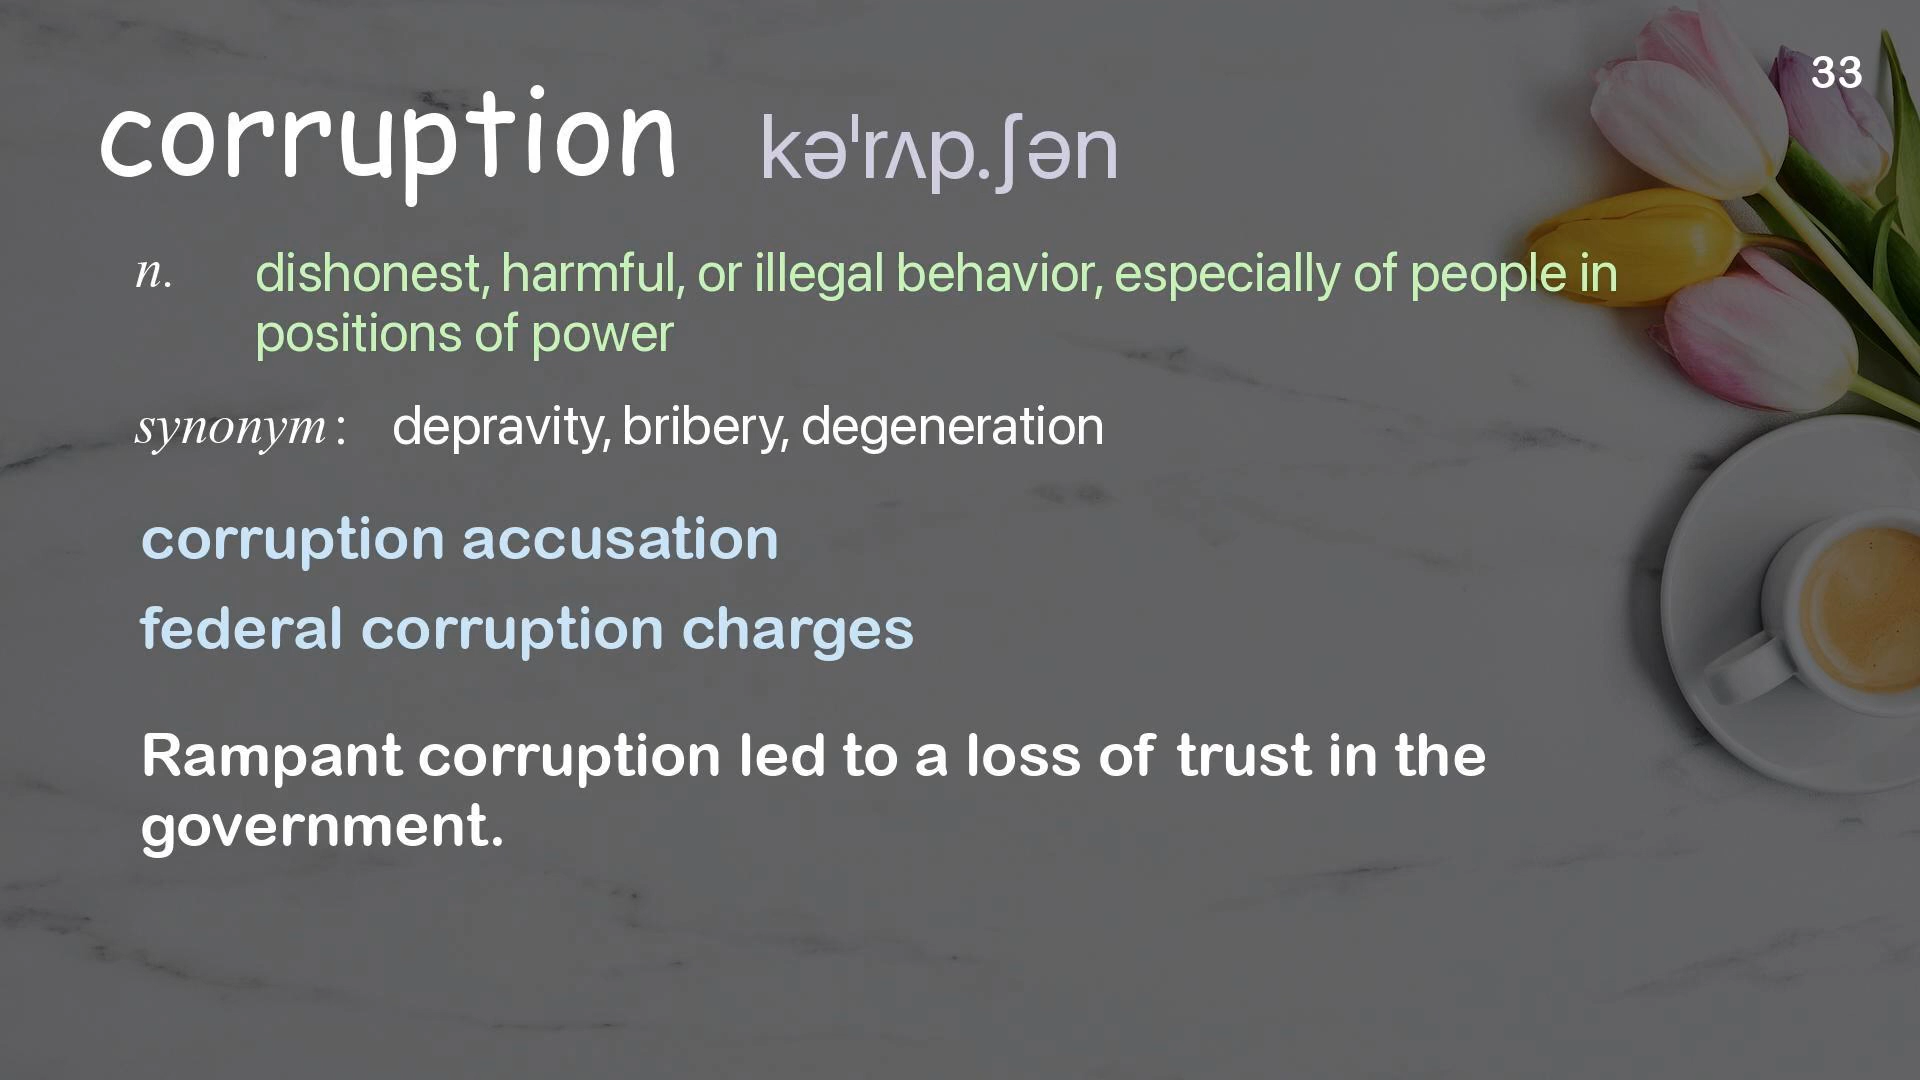 33
corruption kəˈrʌp.ʃən
n. dishonest, harmful, or illegal behavior, especially of people in
positions of power
synonym : depravity, bribery, degeneration
corruption accusation
federal corruption charges
Rampant corruption led to a loss of trust in the
government.